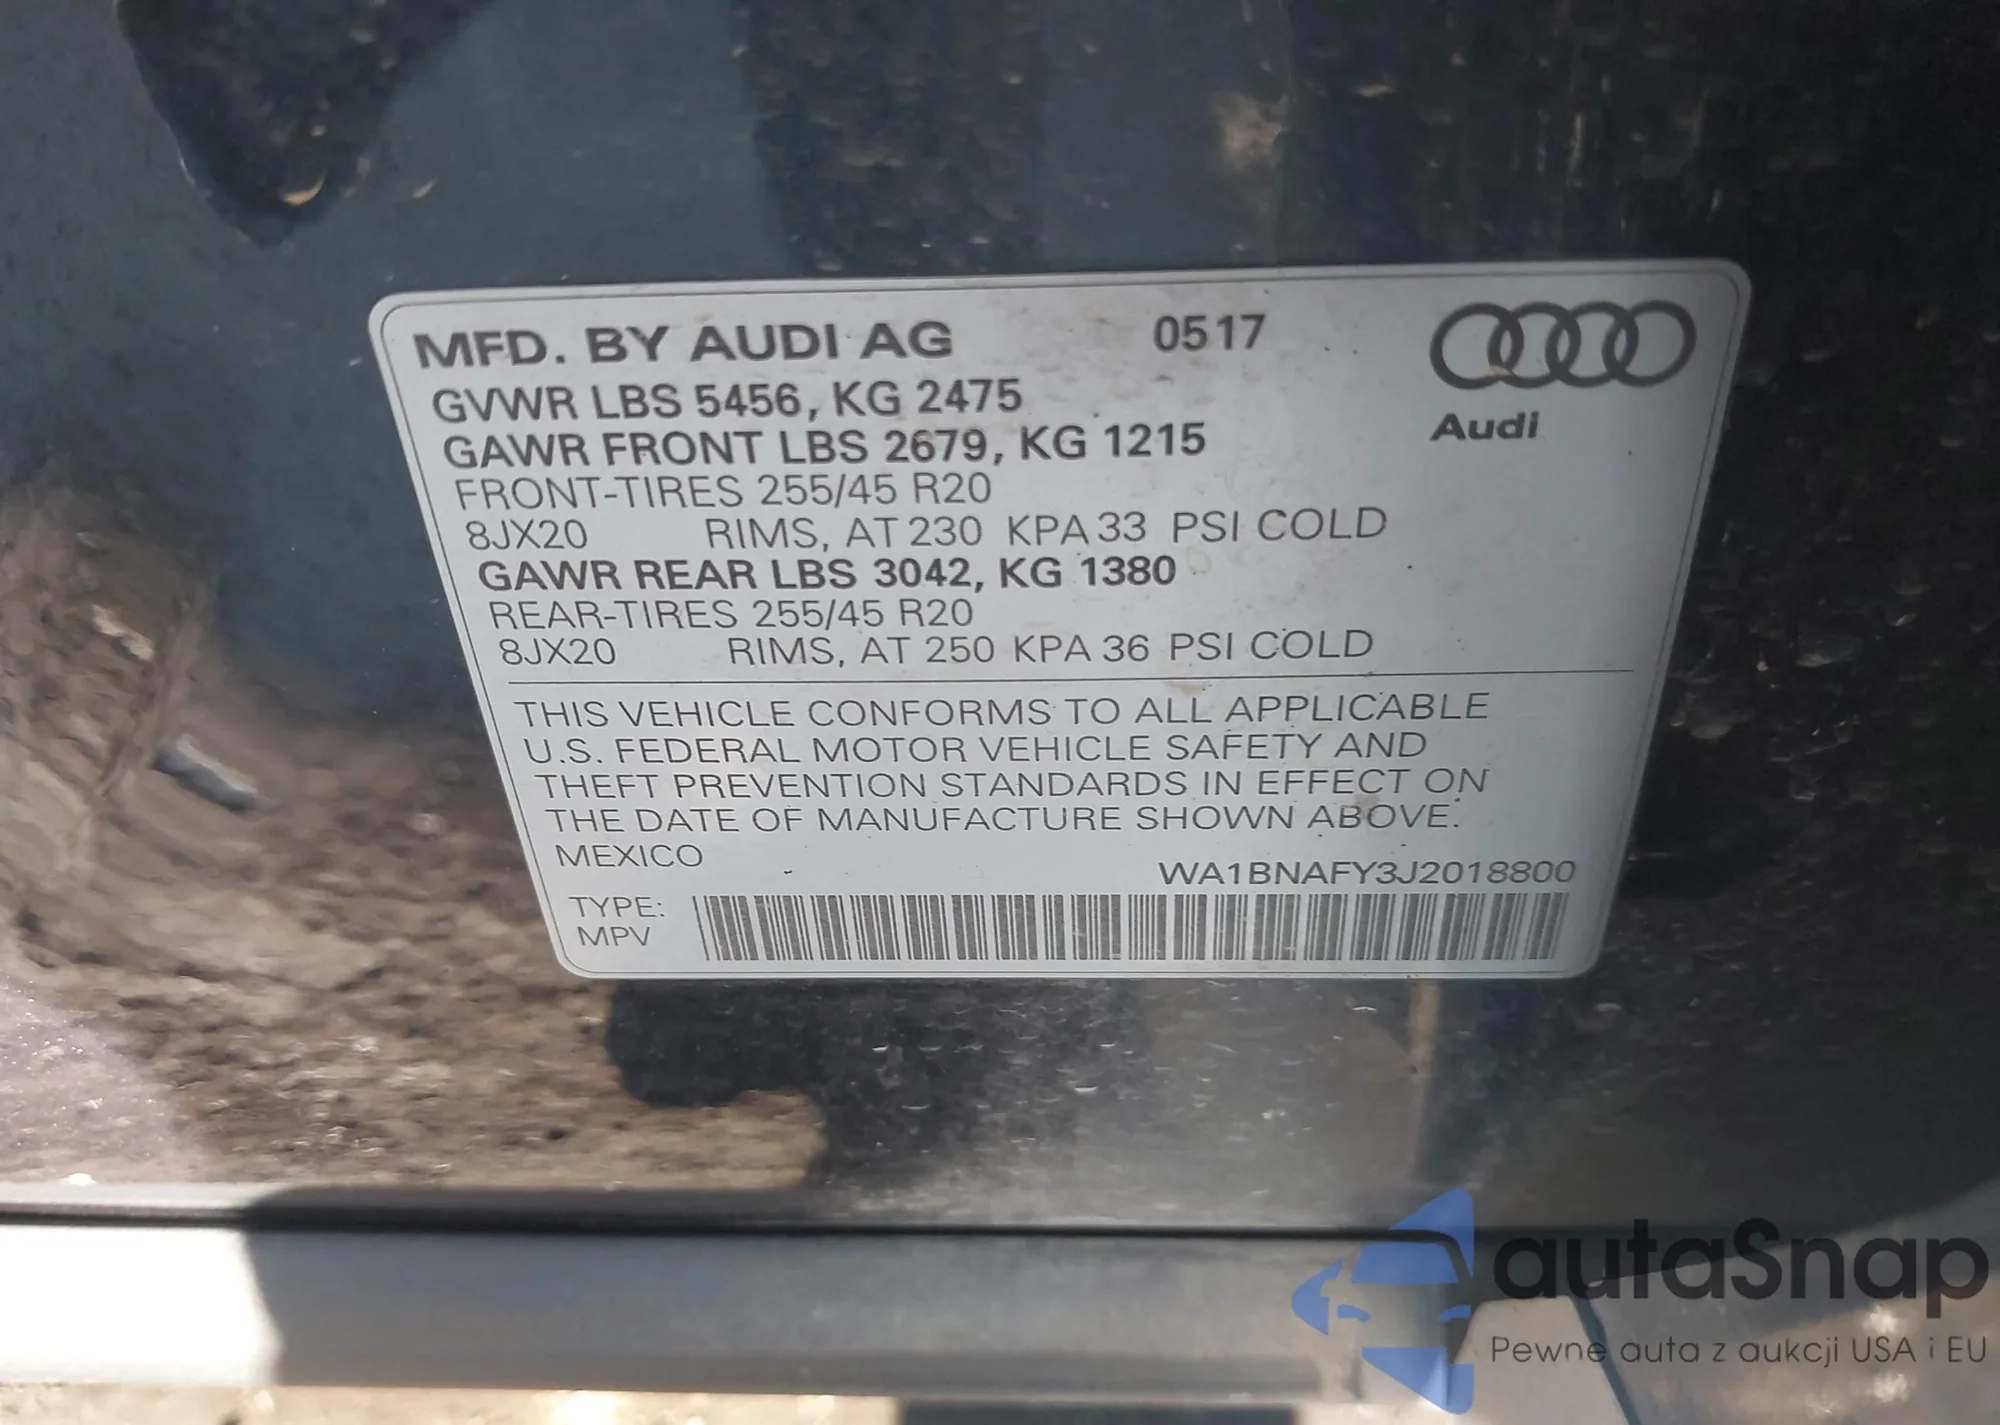 MFD. BY AUDI AG 0517
Audi
GVWR LBS 5456, KG 2475
GAWR FRONT LBS 2679, KG 1215
FRONT-TIRES 255/45 R20
8JX20 RIMS, AT 230 KPA 33 PSI COLD
GAWR REAR LBS 3042, KG 1380
REAR-TIRES 255/45 R20
8JX20 RIMS, AT 250 KPA 36 PSI COLD
THIS VEHICLE CONFORMS TO ALL APPLICABLE
U.S. FEDERAL MOTOR VEHICLE SAFETY AND
THEFT PREVENTION STANDARDS IN EFFECT ON
THE DATE OF MANUFACTURE SHOWN ABOVE.
MEXICO
WA1BNAFY3J2018800
TYPE:
MPV
autaSnap
Pewne auta z aukcji USA i EU